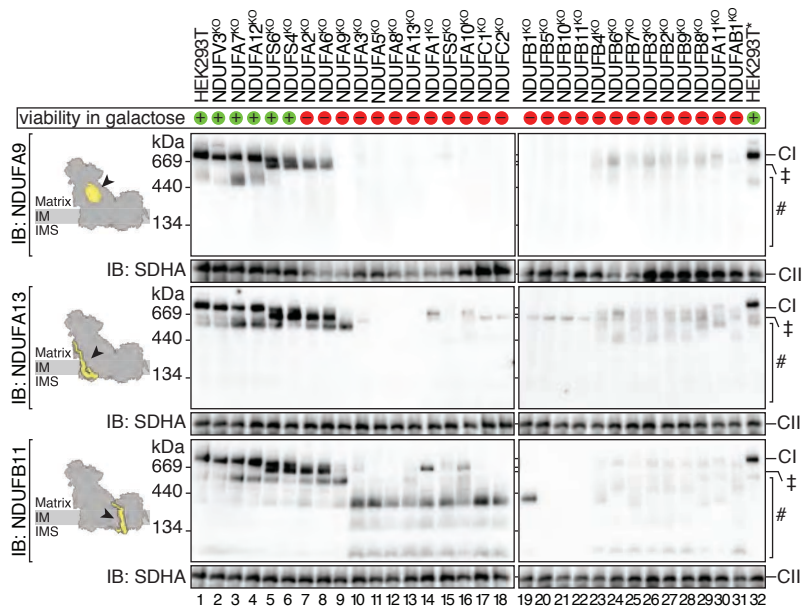 HEK293T
NDUFV3KO
NDUFA7KO
NDUFA12KO
NDUFS6KO
NDUFS4KO
NDUFA2KO
NDUFA6KO
NDUFA9KO
NDUFA3KO
NDUFA5KO
NDUFA8KO
NDUFA13KO
NDUFA1KO
NDUFS5KO
NDUFA10KO
NDUFC1KO
NDUFC2KO
NDUFB1KO
NDUFB5KO
NDUFB10KO
NDUFB11KO
NDUFB4KO
NDUFB6KO
NDUFB7KO
NDUFB3KO
NDUFB2KO
NDUFB9KO
NDUFB8KO
NDUFA11KO
NDUFAB1KO
HEK293T*
viability in galactose + + + + + + − − − − − − − − − − − − − − − − − − − − − − − − − +
IB: NDUFA9
Matrix
IM
IMS
kDa
669
440
134
CI
‡
#
IB: SDHA
CII
IB: NDUFA13
Matrix
IM
IMS
kDa
669
440
134
CI
‡
#
IB: SDHA
CII
IB: NDUFB11
Matrix
IM
IMS
kDa
669
440
134
CI
‡
#
IB: SDHA
CII
1 2 3 4 5 6 7 8 9 10 11 12 13 14 15 16 17 18 19 20 21 22 23 24 25 26 27 28 29 30 31 32